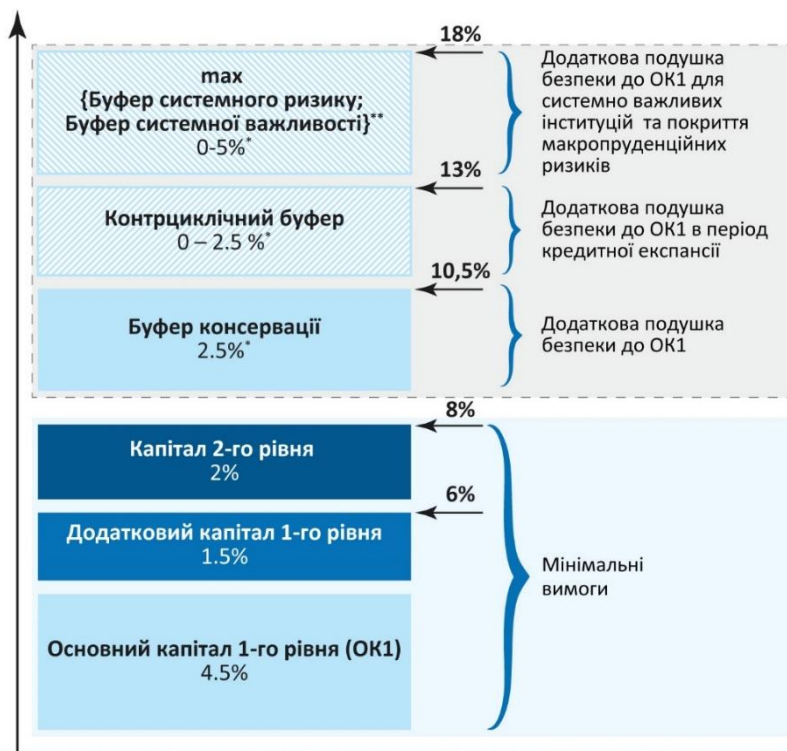 18%
max
{Буфер системного ризику;
Буфер системної важливості}**
0-5%*
Додаткова подушка
безпеки до ОК1 для
системно важливих
інституцій та покриття
макропруденційних
ризиків
13%
Контрциклічний буфер
0 – 2.5 %*
Додаткова подушка
безпеки до ОК1 в період
кредитної експансії
10,5%
Буфер консервації
2.5%*
Додаткова подушка
безпеки до ОК1
8%
Капітал 2-го рівня
2%
6%
Додатковий капітал 1-го рівня
1.5%
Мінімальні
вимоги
Основний капітал 1-го рівня (ОК1)
4.5%